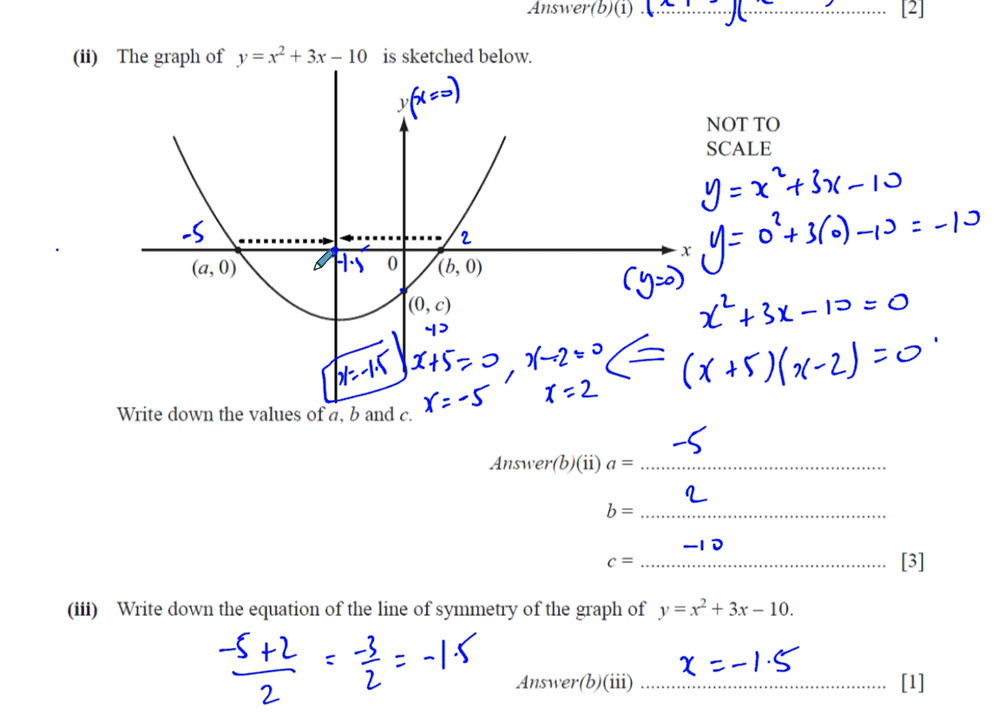 Answer(b)(i) ........ [2]
(ii) The graph of y = x² + 3x – 10 is sketched below.
y (x=0)
NOT TO
SCALE
y = x² + 3x - 10
-5
2
y = 0² + 3(0) - 10 = -10
(a, 0)
-1.5
0
(b, 0)
x
(y=0)
(0, c)
-10
x² + 3x - 10 = 0
x = -1.5
x+5=0, x-2=0 <= (x+5)(x-2) = 0
x = -5
x = 2
Write down the values of a, b and c.
Answer(b)(ii) a = -5
b = 2
c = -10 [3]
(iii) Write down the equation of the line of symmetry of the graph of y = x² + 3x – 10.
-5+2/2 = -3/2 = -1.5
Answer(b)(iii) x = -1.5 [1]